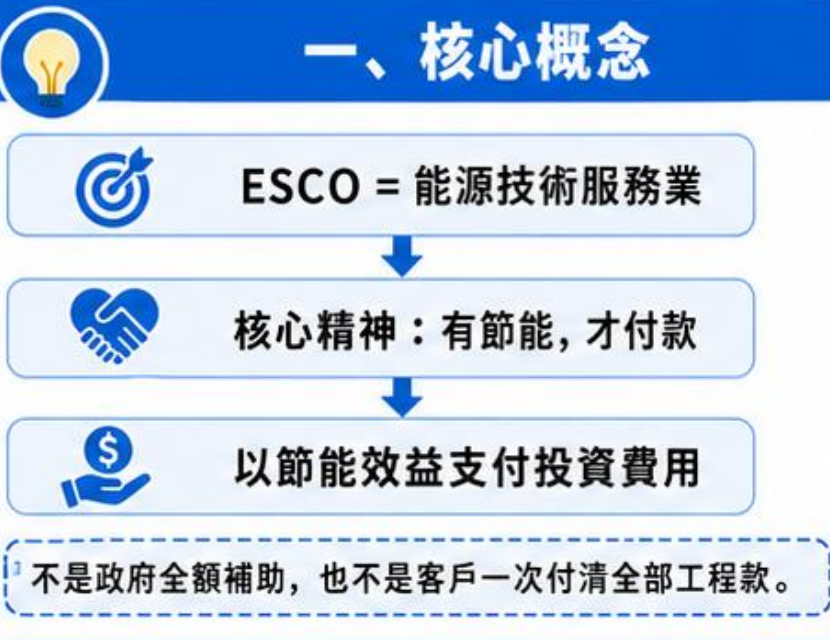 一、核心概念
ESCO = 能源技術服務業
核心精神：有節能，才付款
$
以節能效益支付投資費用
不是政府全額補助，也不是客戶一次付清全部工程款。